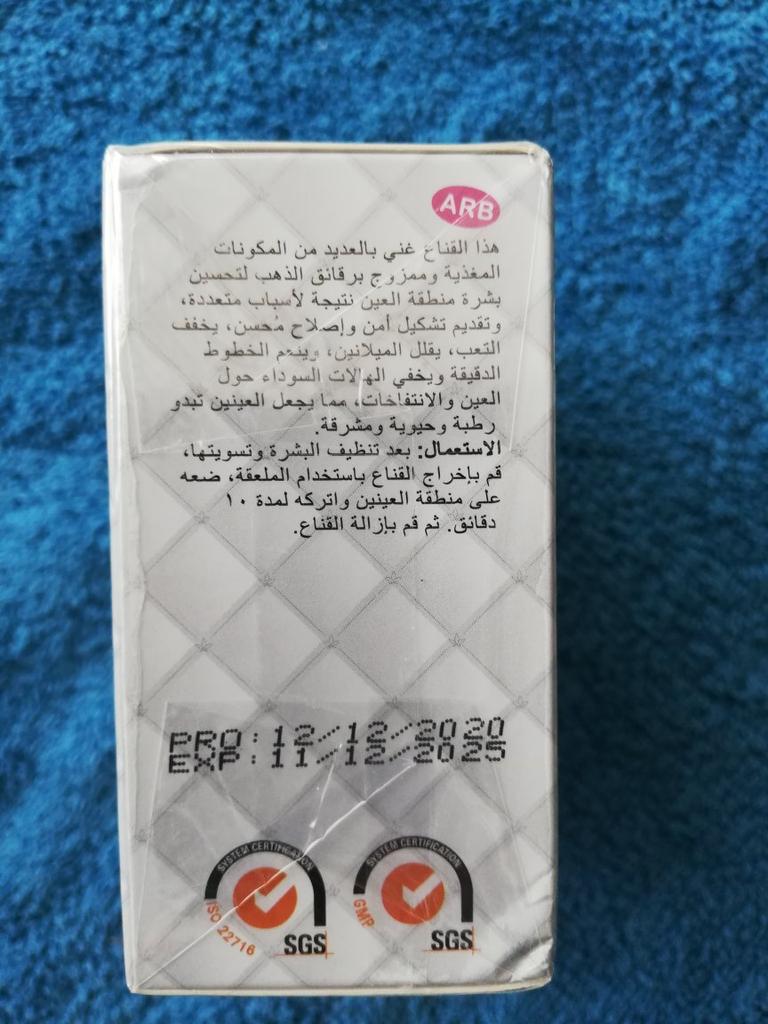 ARB
هذا القناع غني بالعديد من المكونات
المغذية وممزوج برقائق الذهب لتحسين
بشرة منطقة العين نتيجة لأسباب متعددة،
وتقديم تشكيل أمن وإصلاح مُحسن، يخفف
التعب، يقلل الميلانين، وينعم الخطوط
الدقيقة ويخفي الهالات السوداء حول
العين والانتفاخات، مما يجعل العينين تبدو
رطبة وحيوية ومشرقة.
الاستعمال: بعد تنظيف البشرة وتسويتها،
قم بإخراج القناع باستخدام الملعقة، ضعه
على منطقة العينين واتركه لمدة ١٠
دقائق. ثم قم بإزالة القناع.
PRO: 12/12/2020
EXP: 11/12/2025
SYSTEM CERTIFICATION
ISO 22716
SGS
SYSTEM CERTIFICATION
GMP
SGS